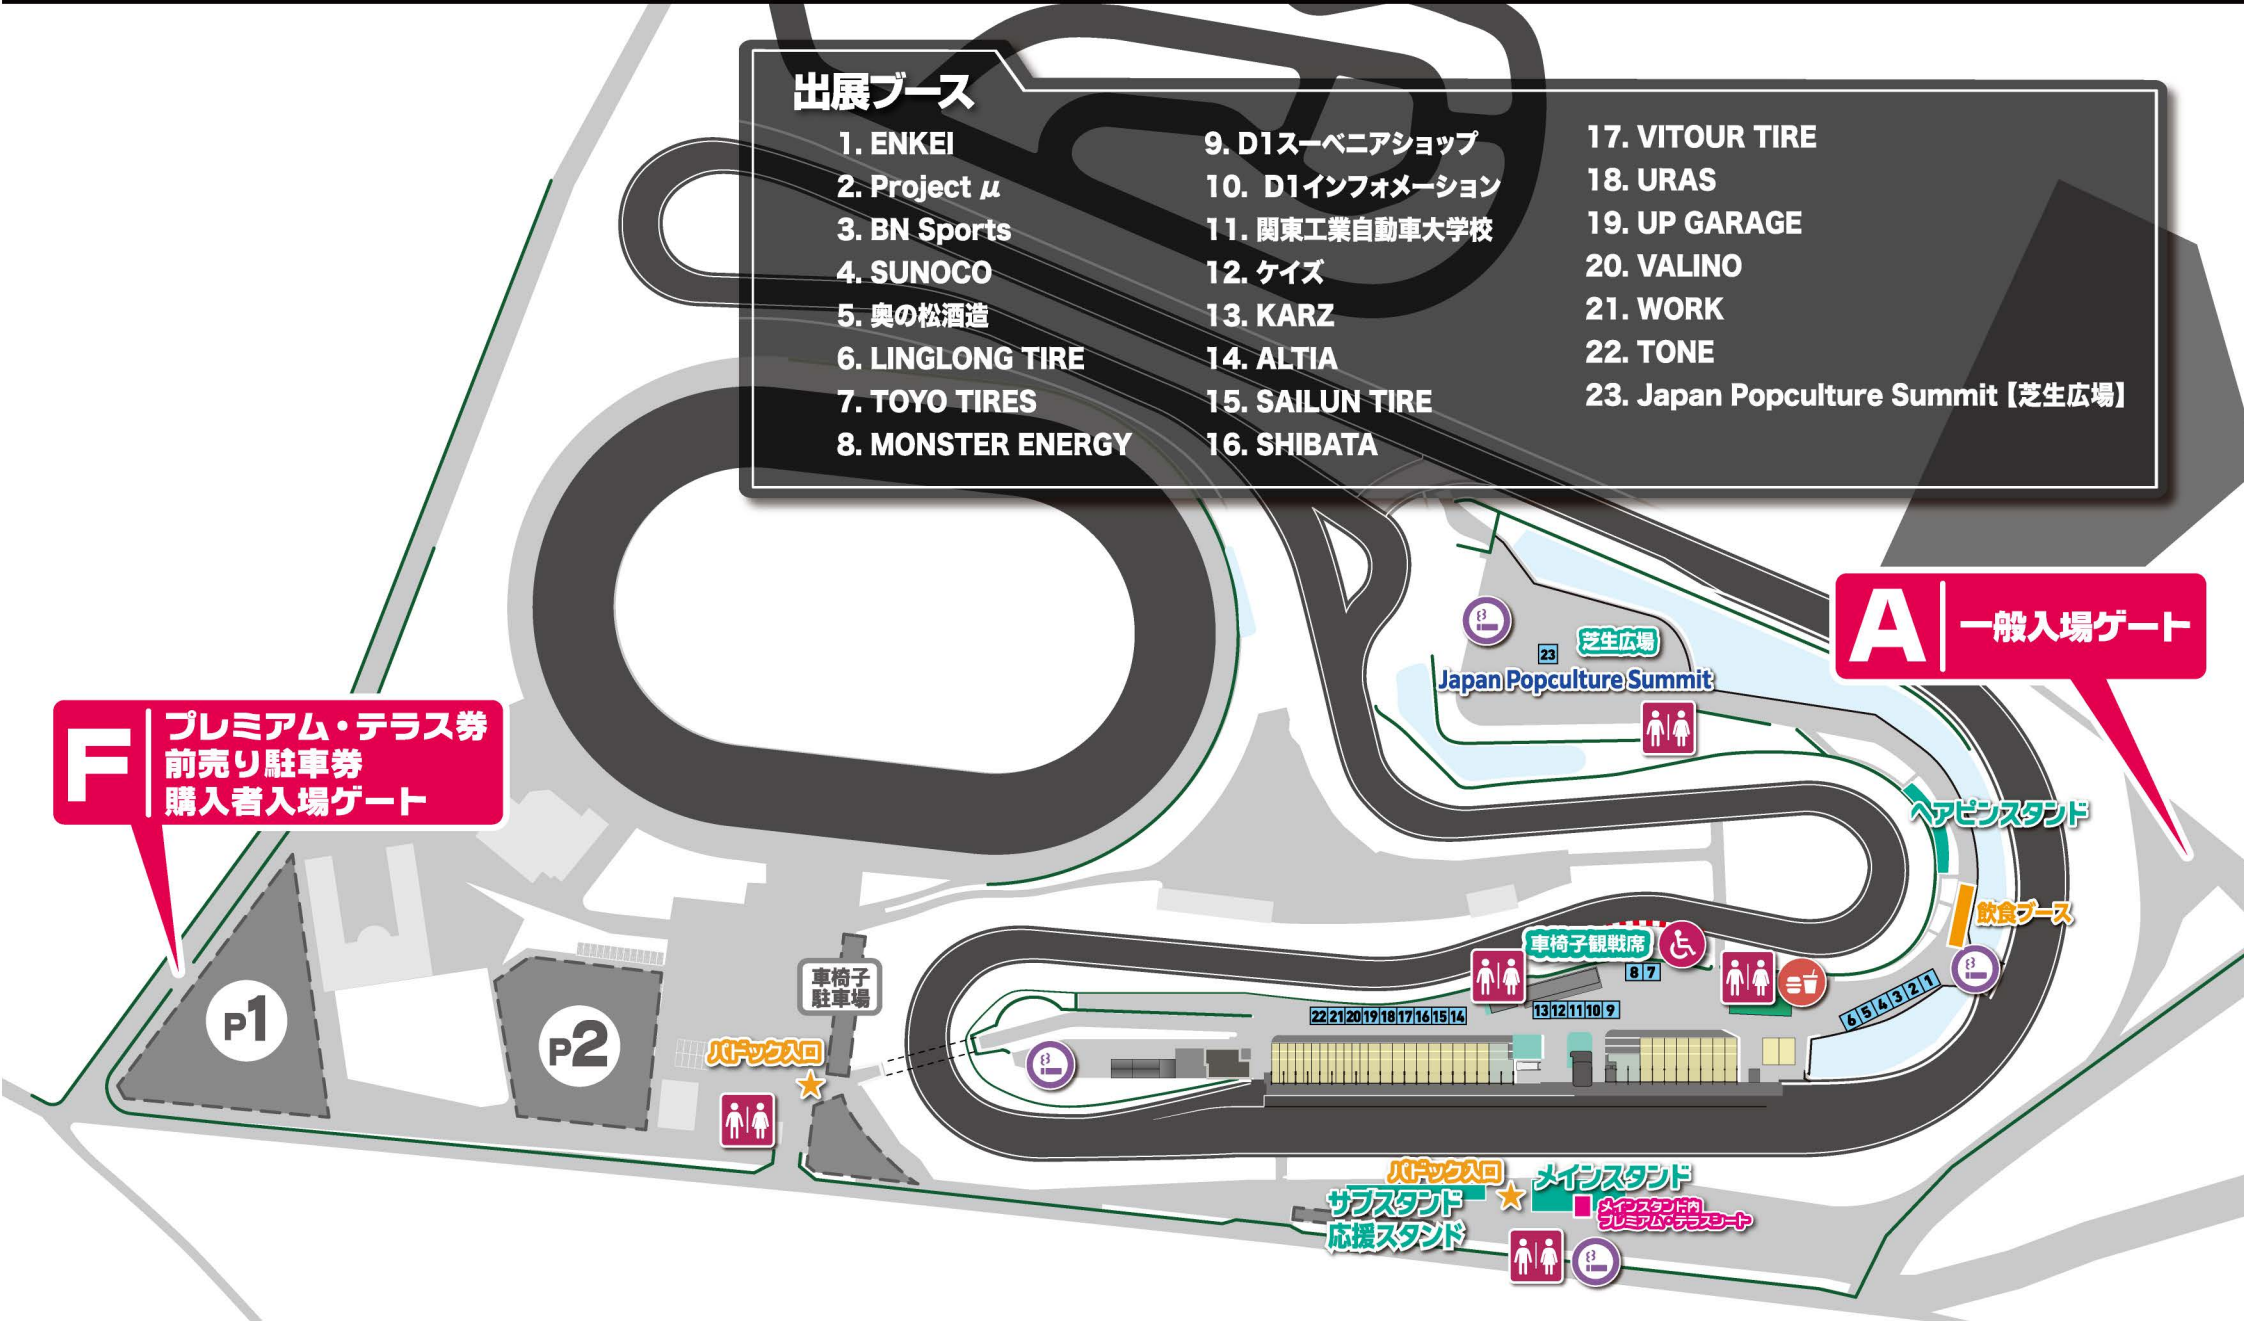 出展ブース
1. ENKEI
2. Project μ
3. BN Sports
4. SUNOCO
5. 奥の松酒造
6. LINGLONG TIRE
7. TOYO TIRES
8. MONSTER ENERGY
9. D1スーベニアショップ
10. D1インフォメーション
11. 関東工業自動車大学校
12. ケイズ
13. KARZ
14. ALTIA
15. SAILUN TIRE
16. SHIBATA
17. VITOUR TIRE
18. URAS
19. UP GARAGE
20. VALINO
21. WORK
22. TONE
23. Japan Popculture Summit【芝生広場】
A 一般入場ゲート
芝生広場
23
Japan Popculture Summit
F
プレミアム・テラス券
前売り駐車券
購入者入場ゲート
ヘアピンスタンド
飲食ブース
車椅子観戦席
8 7
車椅子
駐車場
6 5 4 3 2 1
22 21 20 19 18 17 16 15 14
13 12 11 10 9
P1
P2
パドック入口
パドック入口
メインスタンド
サブスタンド
応援スタンド
メインスタンド内
プレミアム・テラスシート